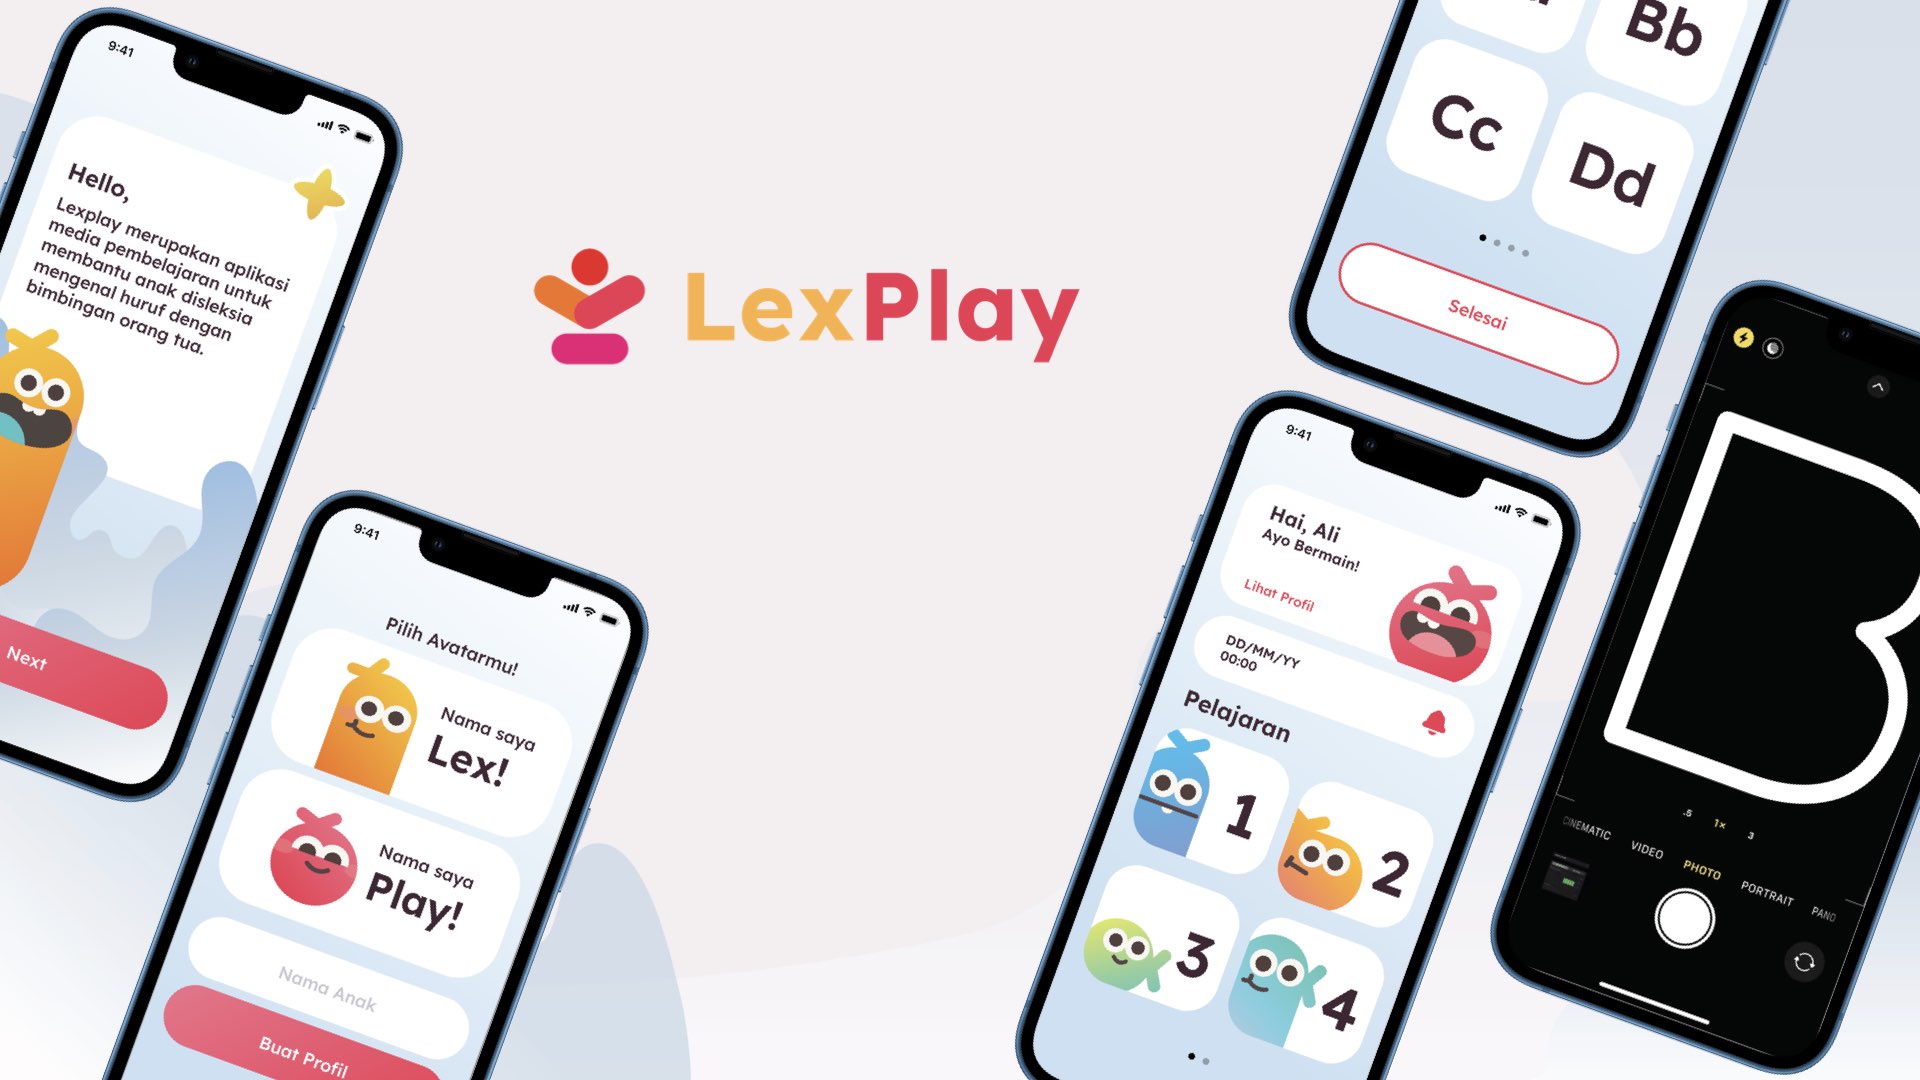 9:41
Hello,
Lexplay merupakan aplikasi
media pembelajaran untuk
membantu anak disleksia
mengenal huruf dengan
bimbingan orang tua.
Next
9:41
Pilih Avatarmu!
Nama saya
Lex!
Nama saya
Play!
Nama Anak
Buat Profil
LexPlay
Bb
Cc
Dd
Selesai
9:41
Hai, Ali
Ayo Bermain!
Lihat Profil
DD/MM/YY
00:00
Pelajaran
1
2
3
4
B
.5 1× 3
CINEMATIC VIDEO PHOTO PORTRAIT PANO